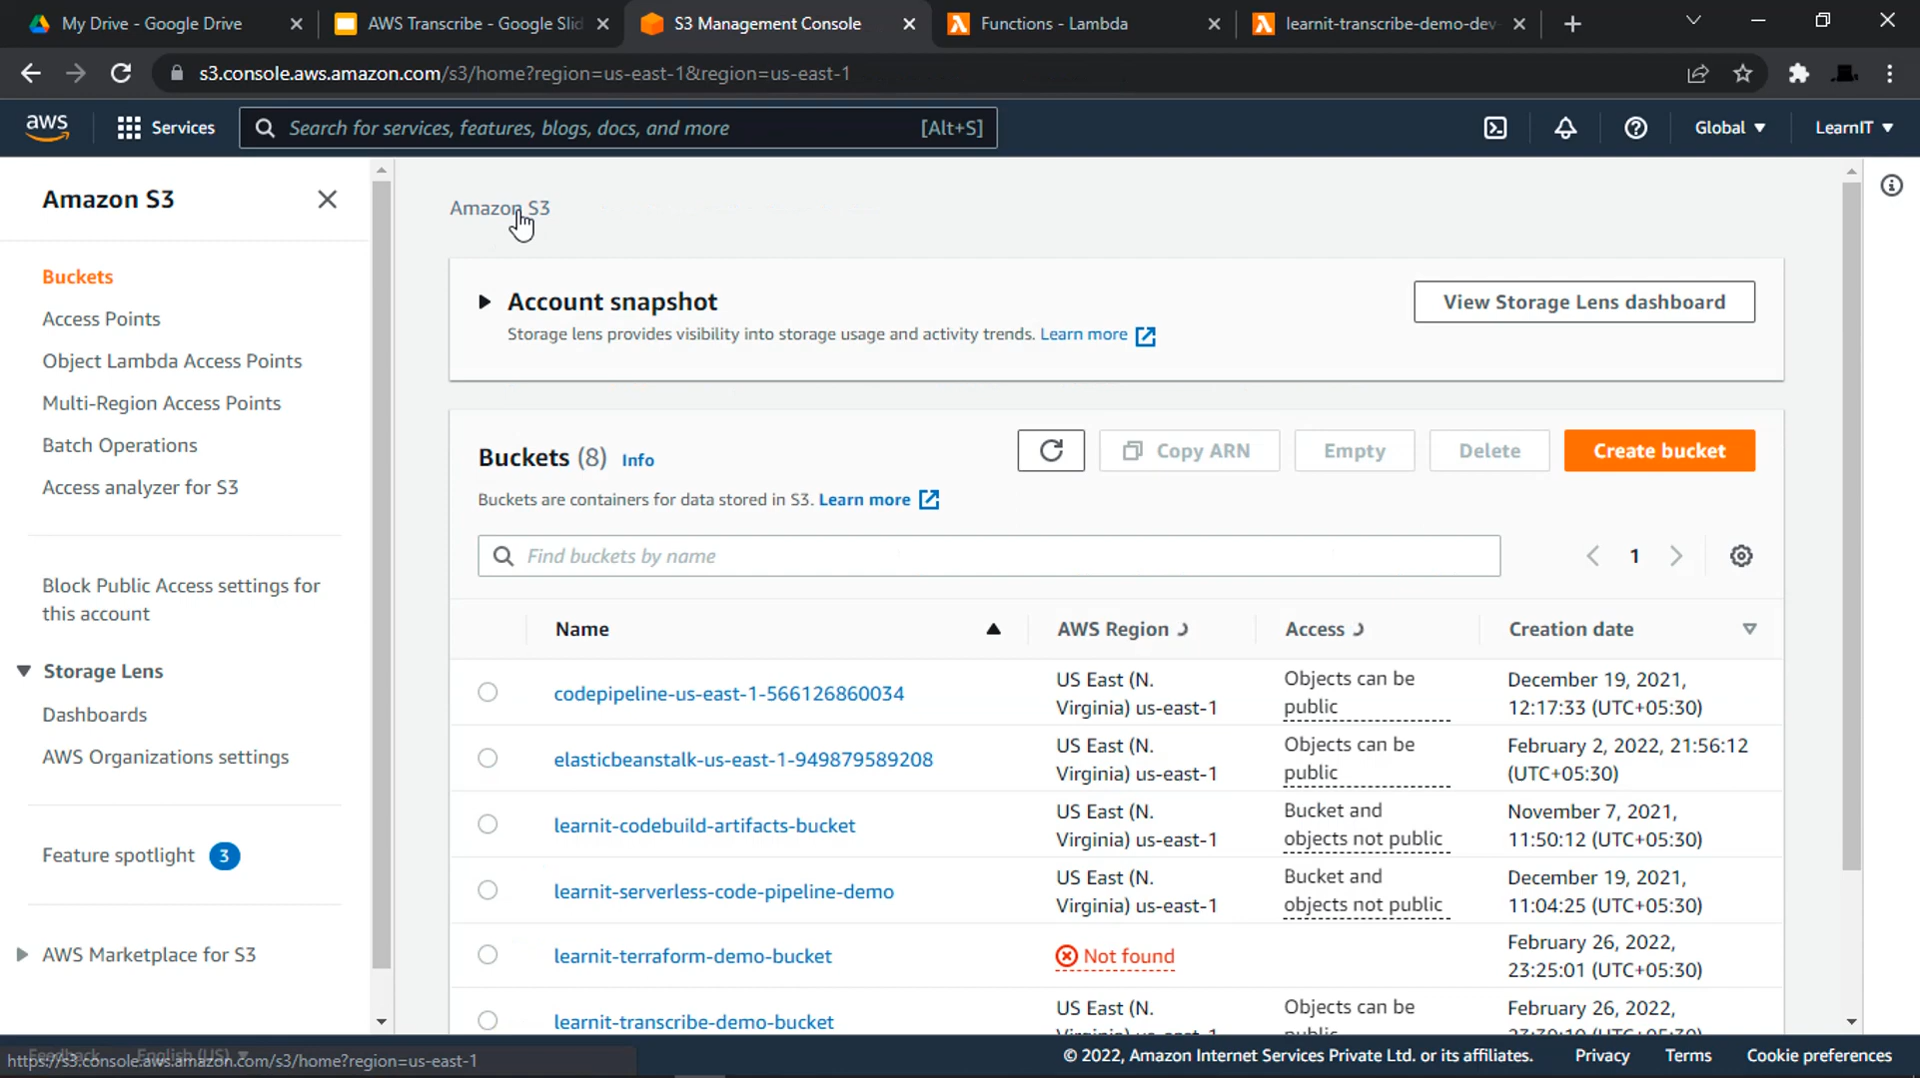 My Drive - Google Drive
AWS Transcribe - Google Slid
S3 Management Console
Functions - Lambda
learnit-transcribe-demo-dev-
s3.console.aws.amazon.com/s3/home?region=us-east-1&region=us-east-1
aws
Services
Search for services, features, blogs, docs, and more
[Alt+S]
Global
LearnIT
Amazon S3
Buckets
Access Points
Object Lambda Access Points
Multi-Region Access Points
Batch Operations
Access analyzer for S3
Block Public Access settings for
this account
Storage Lens
Dashboards
AWS Organizations settings
Feature spotlight 3
AWS Marketplace for S3
Amazon S3
Account snapshot
Storage lens provides visibility into storage usage and activity trends. Learn more
View Storage Lens dashboard
Buckets (8) Info
Buckets are containers for data stored in S3. Learn more
Copy ARN
Empty
Delete
Create bucket
Find buckets by name
1
Name
AWS Region
Access
Creation date
codepipeline-us-east-1-566126860034
US East (N.
Virginia) us-east-1
Objects can be
public
December 19, 2021,
12:17:33 (UTC+05:30)
elasticbeanstalk-us-east-1-949879589208
US East (N.
Virginia) us-east-1
Objects can be
public
February 2, 2022, 21:56:12
(UTC+05:30)
learnit-codebuild-artifacts-bucket
US East (N.
Virginia) us-east-1
Bucket and
objects not public
November 7, 2021,
11:50:12 (UTC+05:30)
learnit-serverless-code-pipeline-demo
US East (N.
Virginia) us-east-1
Bucket and
objects not public
December 19, 2021,
11:04:25 (UTC+05:30)
learnit-terraform-demo-bucket
Not found
February 26, 2022,
23:25:01 (UTC+05:30)
learnit-transcribe-demo-bucket
US East (N.
Virginia) us-east-1
Objects can be
public
February 26, 2022,
Feedback
English (US)
https://s3.console.aws.amazon.com/s3/home?region=us-east-1
© 2022, Amazon Internet Services Private Ltd. or its affiliates.
Privacy
Terms
Cookie preferences